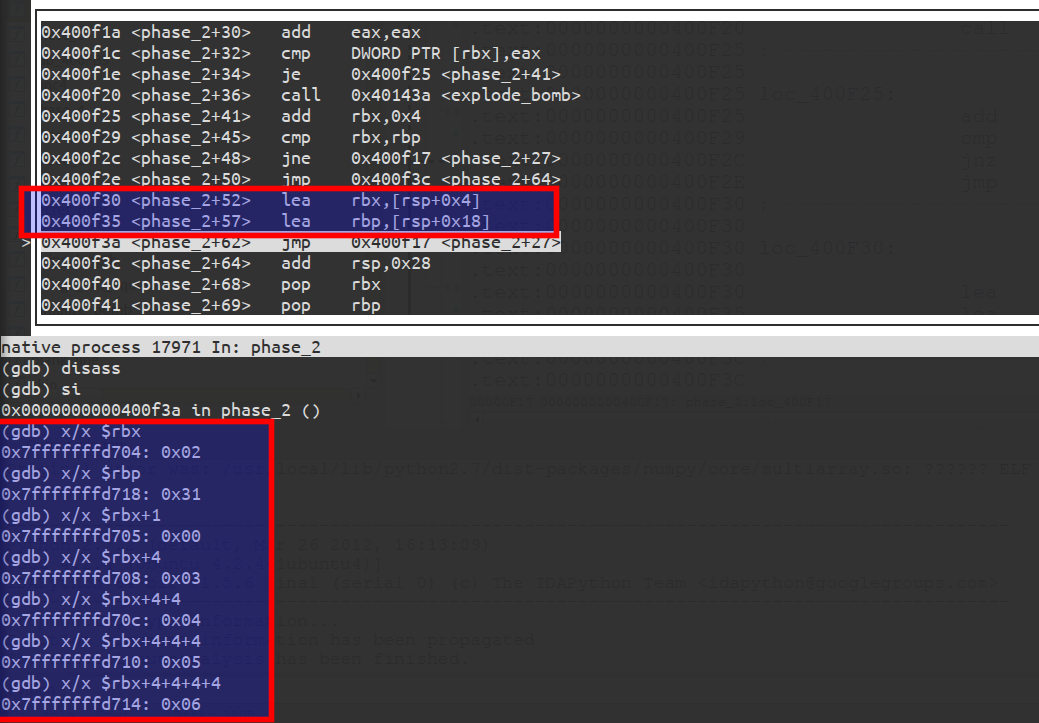 0x400f1a <phase_2+30>   add    eax,eax
0x400f1c <phase_2+32>   cmp    DWORD PTR [rbx],eax
0x400f1e <phase_2+34>   je     0x400f25 <phase_2+41>
0x400f20 <phase_2+36>   call   0x40143a <explode_bomb>
0x400f25 <phase_2+41>   add    rbx,0x4
0x400f29 <phase_2+45>   cmp    rbx,rbp
0x400f2c <phase_2+48>   jne    0x400f17 <phase_2+27>
0x400f2e <phase_2+50>   jmp    0x400f3c <phase_2+64>
0x400f30 <phase_2+52>   lea    rbx,[rsp+0x4]
0x400f35 <phase_2+57>   lea    rbp,[rsp+0x18]
>0x400f3a <phase_2+62>   jmp    0x400f17 <phase_2+27>
0x400f3c <phase_2+64>   add    rsp,0x28
0x400f40 <phase_2+68>   pop    rbx
0x400f41 <phase_2+69>   pop    rbp
native process 17971 In: phase_2
(gdb) disass
(gdb) si
0x0000000000400f3a in phase_2 ()
(gdb) x/x $rbx
0x7fffffffd704: 0x02
(gdb) x/x $rbp
0x7fffffffd718: 0x31
(gdb) x/x $rbx+1
0x7fffffffd705: 0x00
(gdb) x/x $rbx+4
0x7fffffffd708: 0x03
(gdb) x/x $rbx+4+4
0x7fffffffd70c: 0x04
(gdb) x/x $rbx+4+4+4
0x7fffffffd710: 0x05
(gdb) x/x $rbx+4+4+4+4
0x7fffffffd714: 0x06